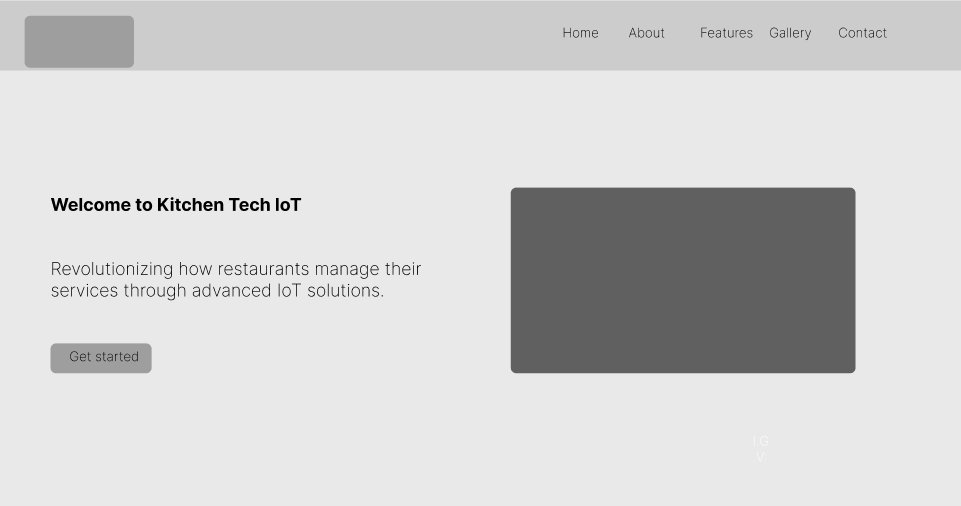 Home About Features Gallery Contact
Welcome to Kitchen Tech IoT
Revolutionizing how restaurants manage their
services through advanced IoT solutions.
Get started
I.G
.V.